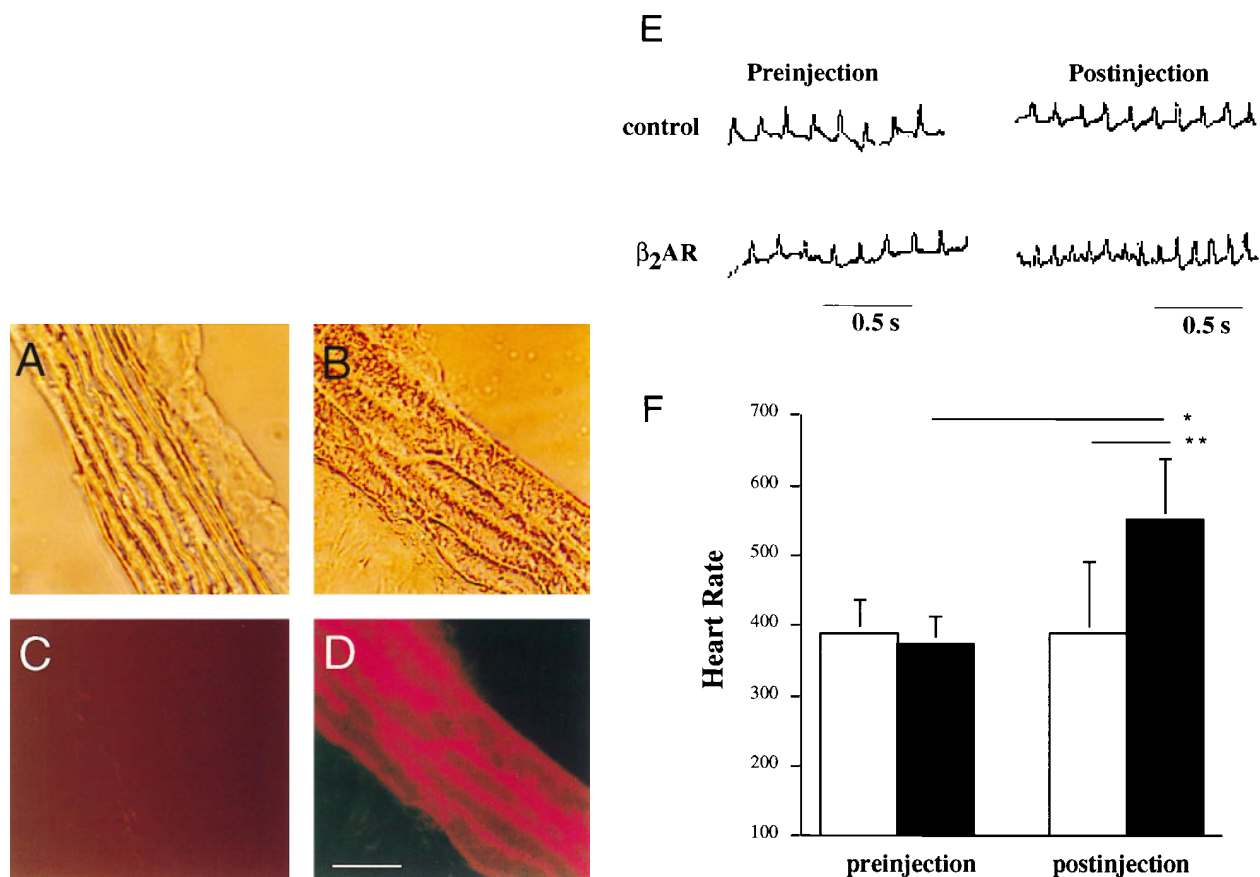 E
Preinjection Postinjection
control
β₂AR
0.5 s 0.5 s
A B
C D
F
700
*
**
600
500
400
300
200
100
Heart Rate
preinjection postinjection